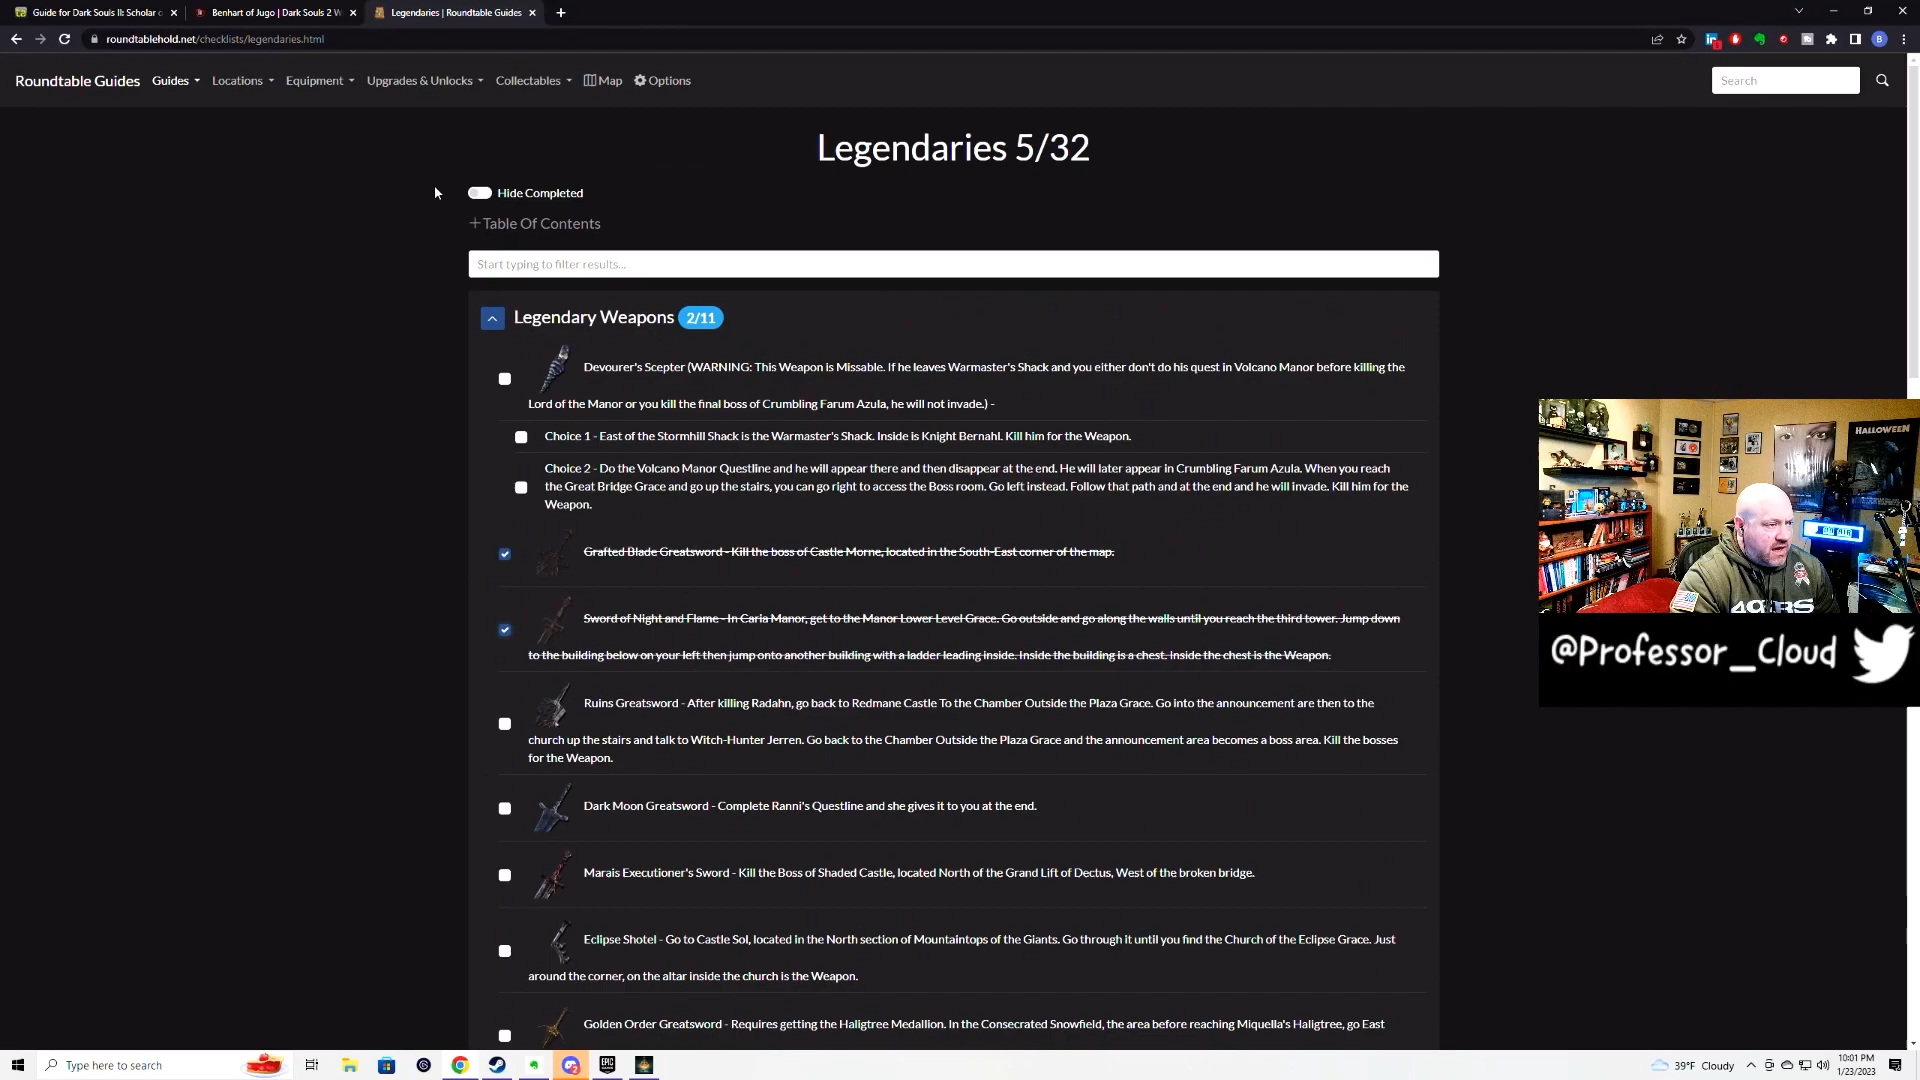 Guide for Dark Souls II: Scholar o
Benhart of Jugo | Dark Souls 2 W
Legendaries | Roundtable Guides
roundtablehold.net/checklists/legendaries.html
Roundtable Guides Guides Locations Equipment Upgrades & Unlocks Collectables Map Options Search
Legendaries 5/32
Hide Completed
+Table Of Contents
Start typing to filter results...
Legendary Weapons 2/11
Devourer's Scepter (WARNING: This Weapon is Missable. If he leaves Warmaster's Shack and you either don't do his quest in Volcano Manor before killing the
Lord of the Manor or you kill the final boss of Crumbling Farum Azula, he will not invade.) -
Choice 1 - East of the Stormhill Shack is the Warmaster's Shack. Inside is Knight Bernahl. Kill him for the Weapon.
Choice 2 - Do the Volcano Manor Questline and he will appear there and then disappear at the end. He will later appear in Crumbling Farum Azula. When you reach
the Great Bridge Grace and go up the stairs, you can go right to access the Boss room. Go left instead. Follow that path and at the end and he will invade. Kill him for the
Weapon.
Grafted Blade Greatsword - Kill the boss of Castle Morne, located in the South-East corner of the map.
Sword of Night and Flame - In Caria Manor, get to the Manor Lower Level Grace. Go outside and go along the walls until you reach the third tower. Jump down
to the building below on your left then jump onto another building with a ladder leading inside. Inside the building is a chest. Inside the chest is the Weapon.
Ruins Greatsword - After killing Radahn, go back to Redmane Castle To the Chamber Outside the Plaza Grace. Go into the announcement are then to the
church up the stairs and talk to Witch-Hunter Jerren. Go back to the Chamber Outside the Plaza Grace and the announcement area becomes a boss area. Kill the bosses
for the Weapon.
Dark Moon Greatsword - Complete Ranni's Questline and she gives it to you at the end.
Marais Executioner's Sword - Kill the Boss of Shaded Castle, located North of the Grand Lift of Dectus, West of the broken bridge.
Eclipse Shotel - Go to Castle Sol, located in the North section of Mountaintops of the Giants. Go through it until you find the Church of the Eclipse Grace. Just
around the corner, on the altar inside the church is the Weapon.
Golden Order Greatsword - Requires getting the Haligtree Medallion. In the Consecrated Snowfield, the area before reaching Miquella's Haligtree, go East
HALLOWEEN
49ERS
@Professor_Cloud
Type here to search
EPIC
39°F Cloudy
10:01 PM
1/23/2023